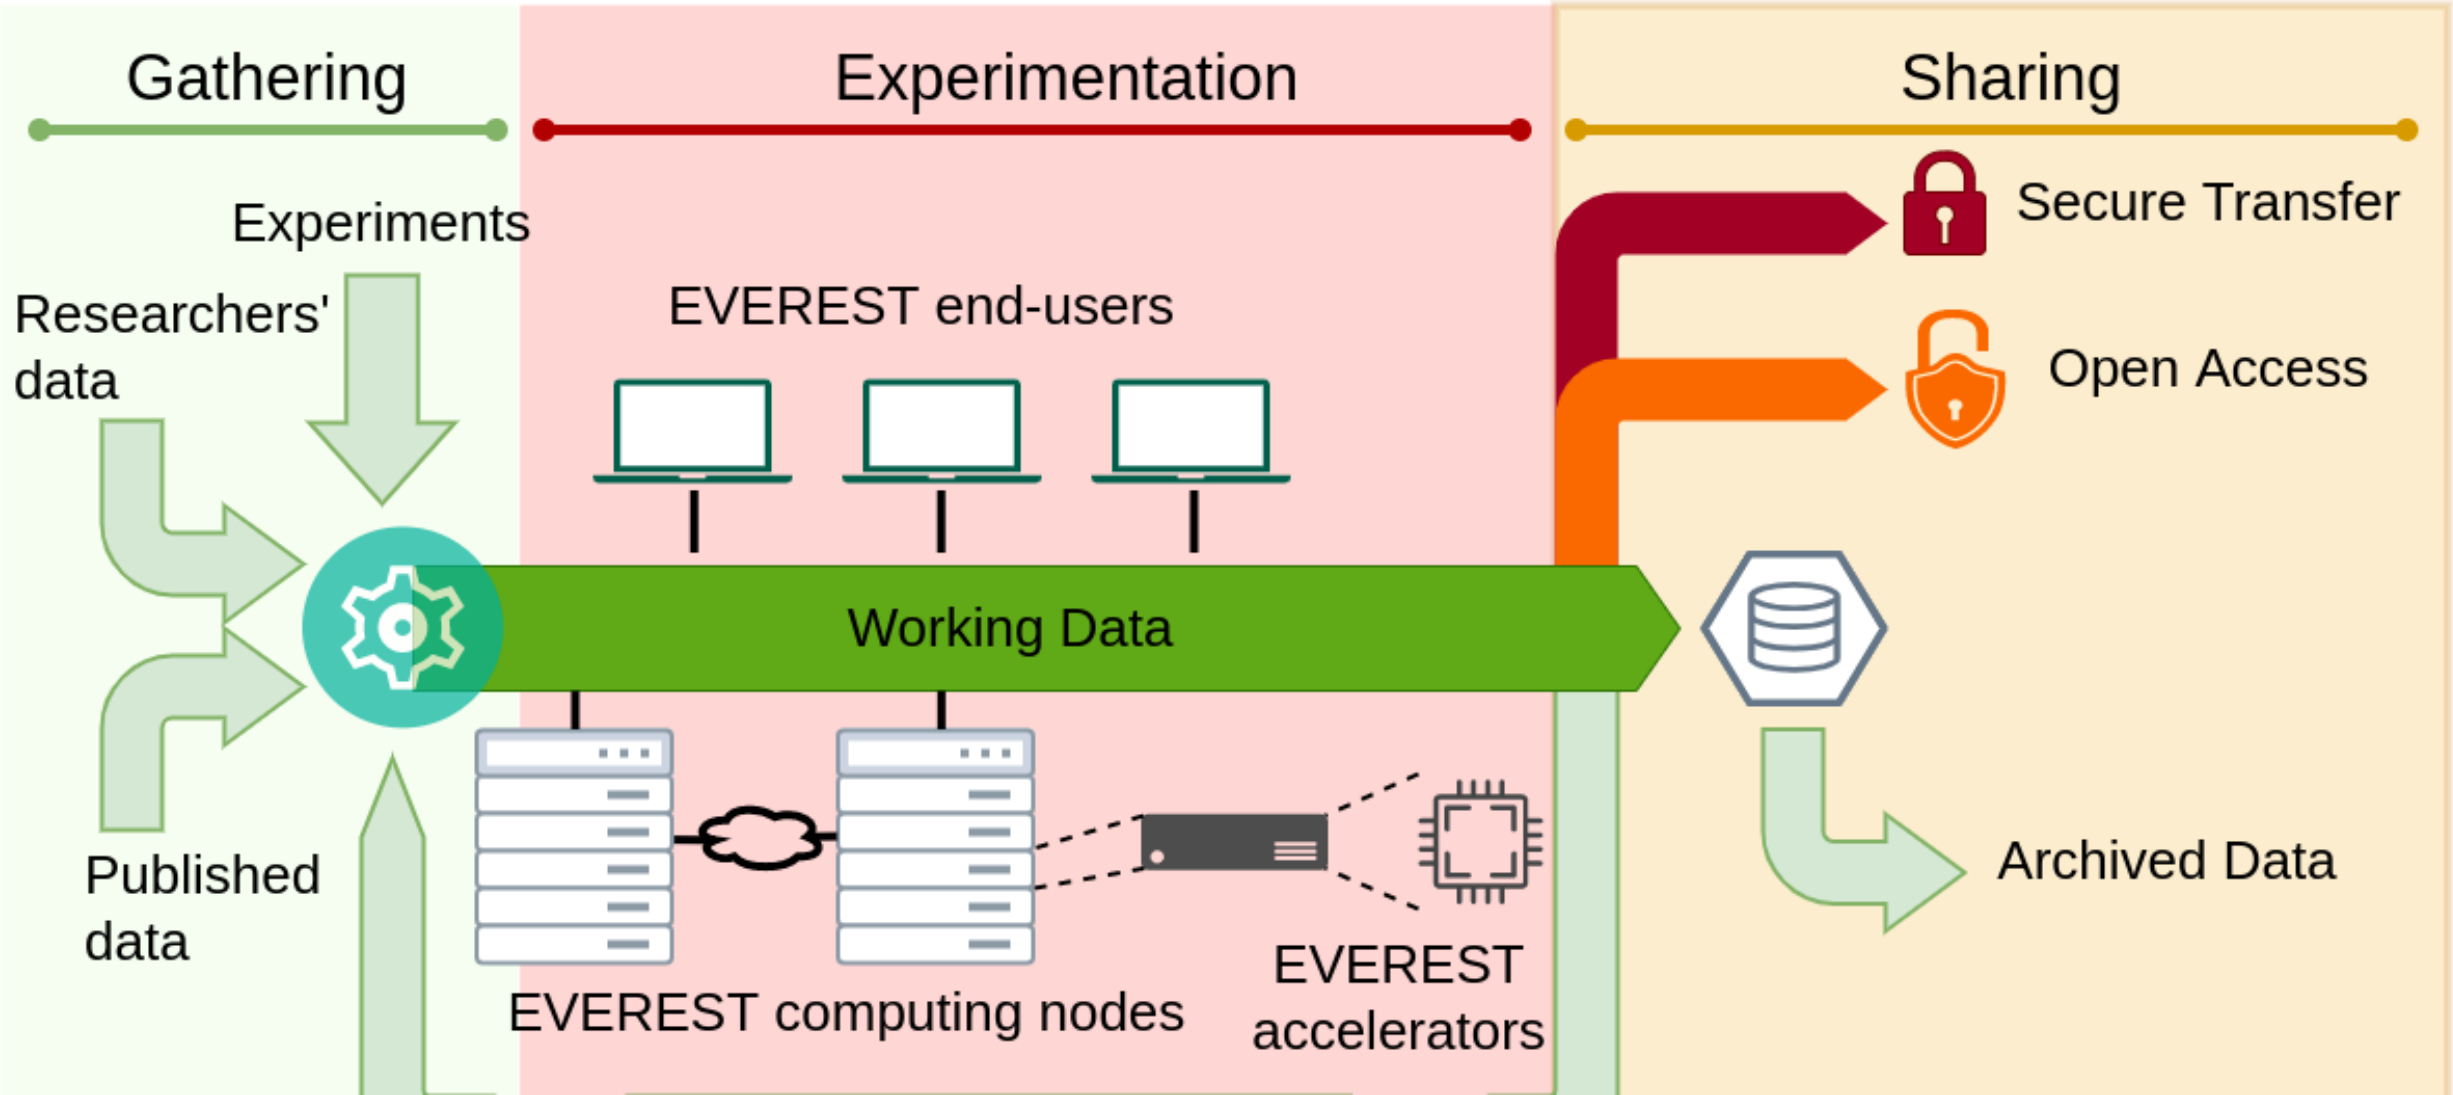 Gathering
Experimentation
Sharing
Experiments
Researchers'
data
Published
data
EVEREST end-users
Working Data
EVEREST computing nodes
EVEREST
accelerators
Secure Transfer
Open Access
Archived Data